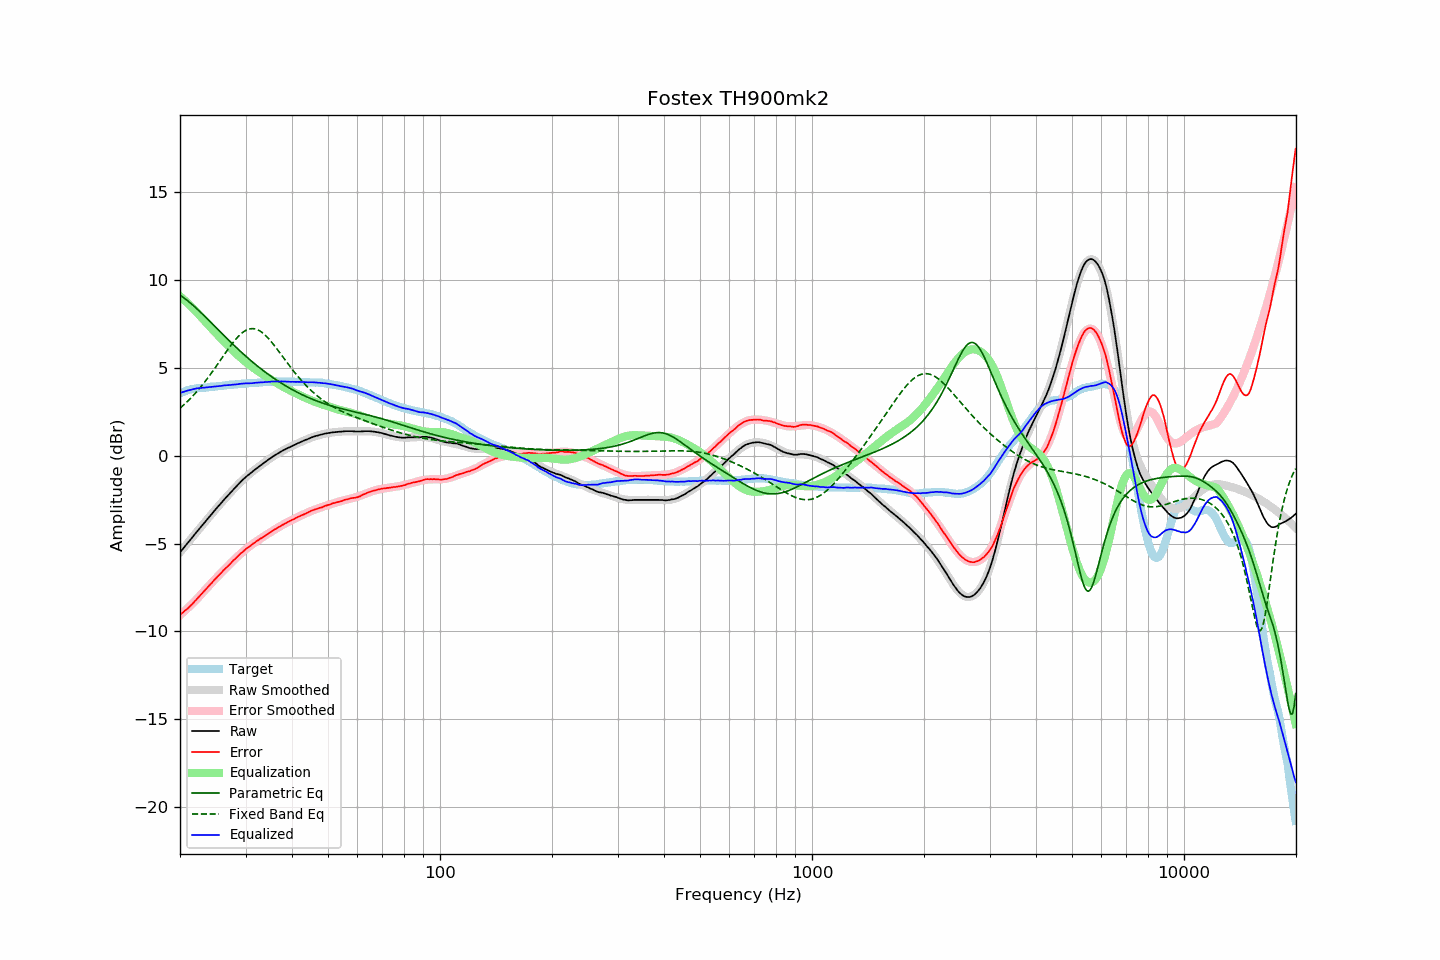 Fostex TH900mk2
Amplitude (dBr)
15
10
5
0
−5
−10
−15
−20
Target
Raw Smoothed
Error Smoothed
Raw
Error
Equalization
Parametric Eq
Fixed Band Eq
Equalized
100
1000
10000
Frequency (Hz)